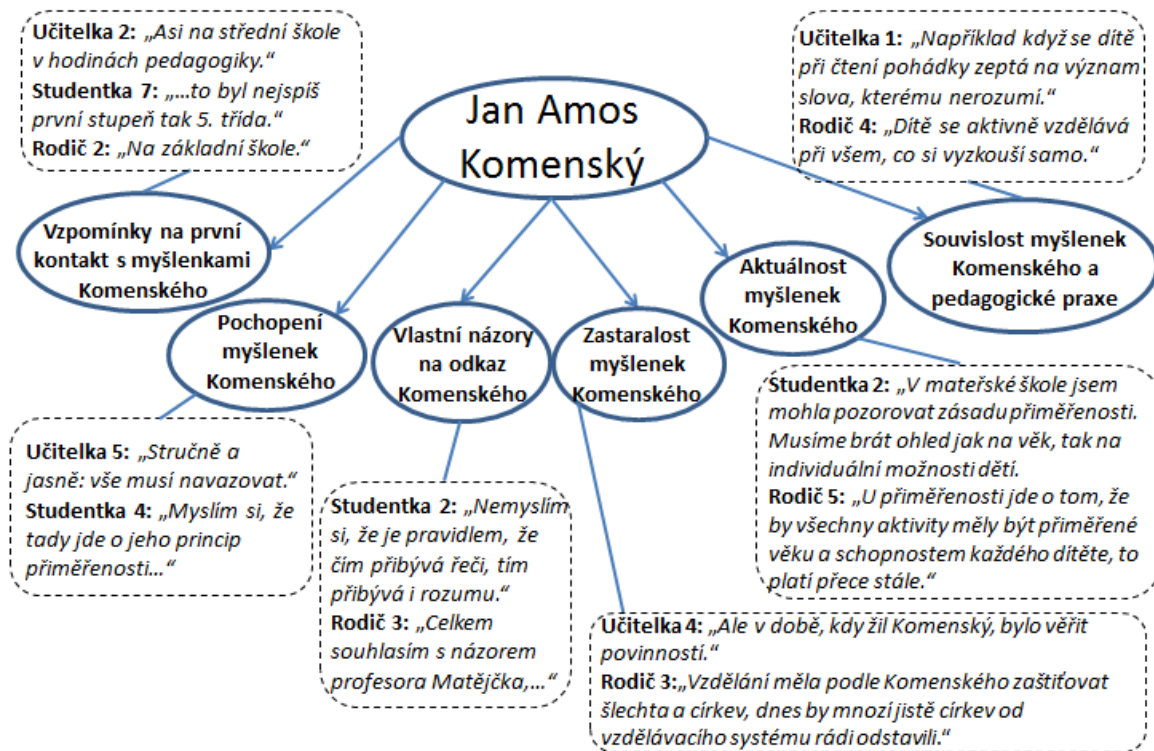 Učitelka 2: „Asi na střední škole
v hodinách pedagogiky.“
Studentka 7: „…to byl nejspíš
první stupeň tak 5. třída.“
Rodič 2: „Na základní škole.“
Jan Amos
Komenský
Učitelka 1: „Například když se dítě
při čtení pohádky zeptá na význam
slova, kterému nerozumí.“
Rodič 4: „Dítě se aktivně vzdělává
při všem, co si vyzkouší samo.“
Vzpomínky na první
kontakt s myšlenkami
Komenského
Pochopení
myšlenek
Komenského
Vlastní názory
na odkaz
Komenského
Zastaralost
myšlenek
Komenského
Aktuálnost
myšlenek
Komenského
Souvislost myšlenek
Komenského a
pedagogické praxe
Učitelka 5: „Stručně a
jasně: vše musí navazovat.“
Studentka 4: „Myslím si, že
tady jde o jeho princip
přiměřenosti…“
Studentka 2: „Nemyslím
si, že je pravidlem, že
čím přibývá řeči, tím
přibývá i rozumu.“
Rodič 3: „Celkem
souhlasím s názorem
profesora Matějčka,…“
Učitelka 4: „Ale v době, kdy žil Komenský, bylo věřit
povinností.“
Rodič 3:„Vzdělání měla podle Komenského zaštiťovat
šlechta a církev, dnes by mnozí jistě církev od
vzdělávacího systému rádi odstavili.“
Studentka 2: „V mateřské škole jsem
mohla pozorovat zásadu přiměřenosti.
Musíme brát ohled jak na věk, tak na
individuální možnosti dětí.
Rodič 5: „U přiměřenosti jde o tom, že
by všechny aktivity měly být přiměřené
věku a schopnostem každého dítěte, to
platí přece stále.“